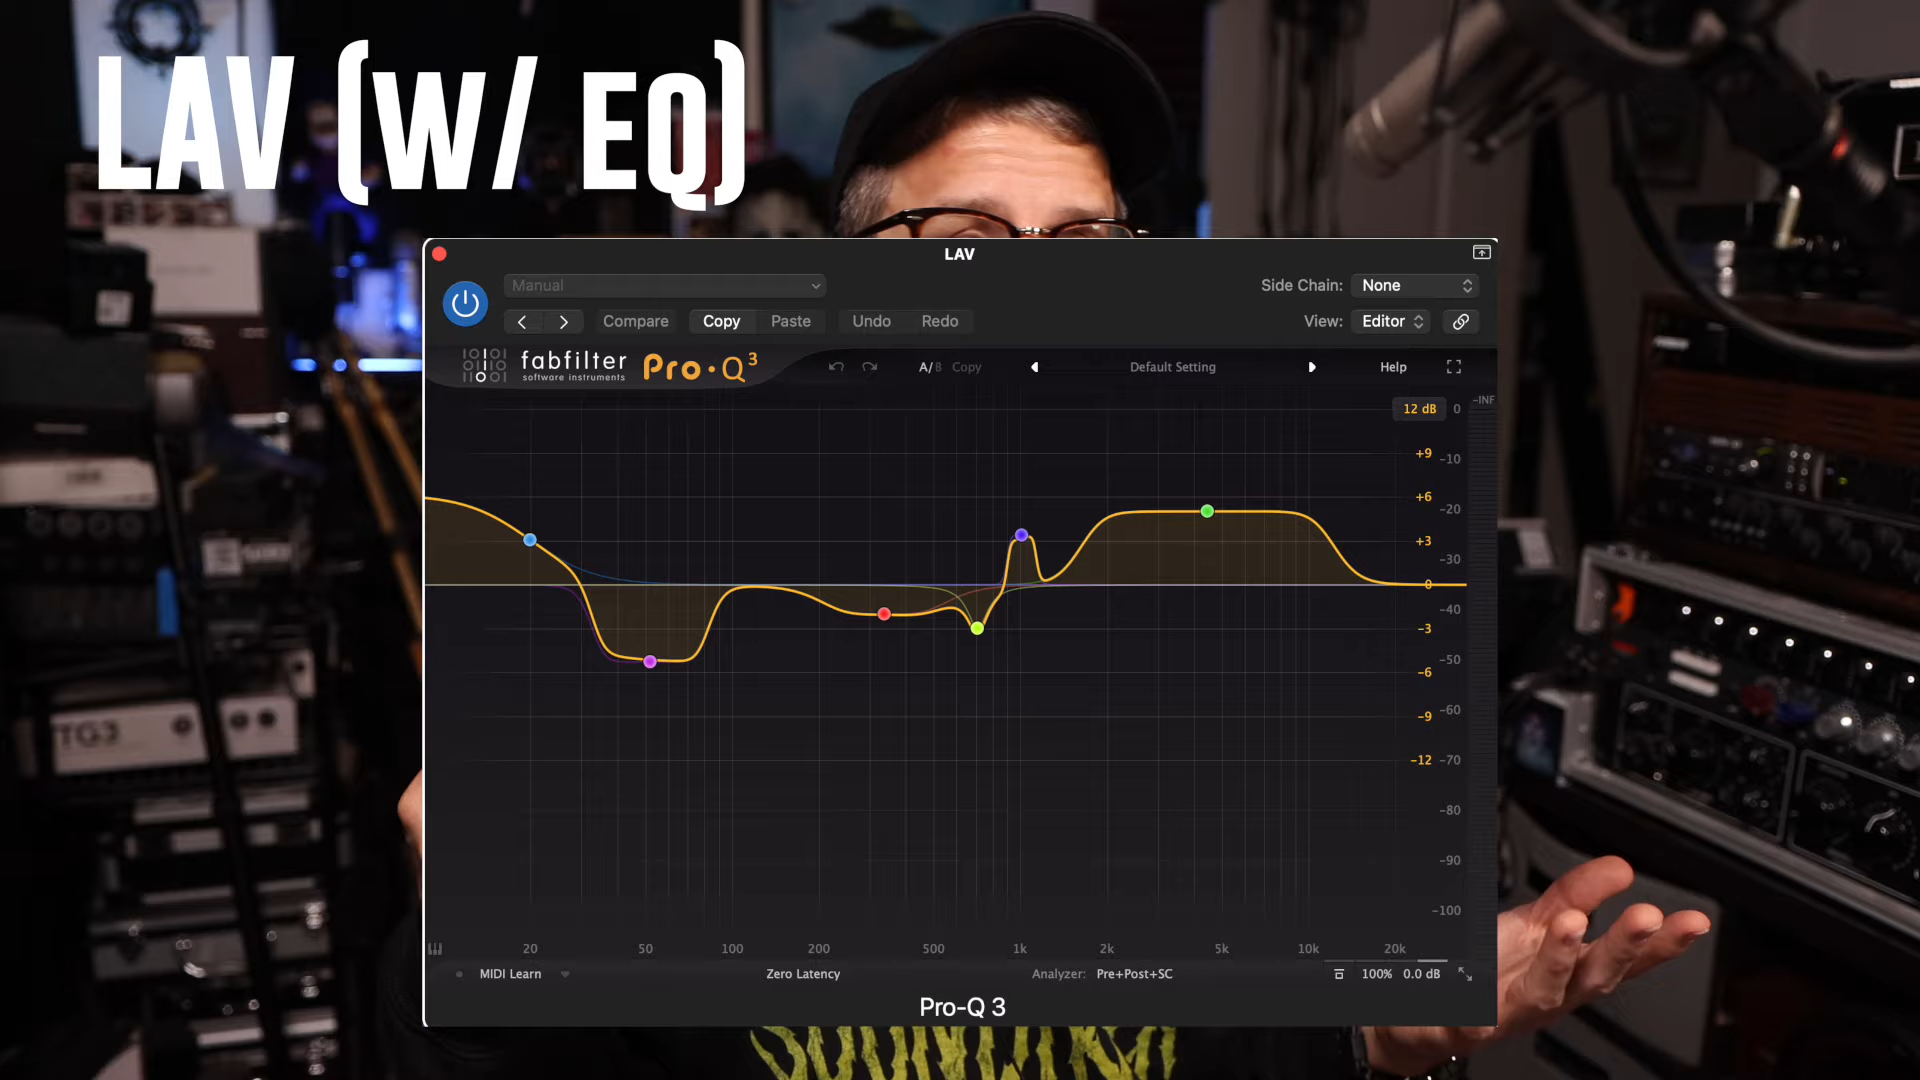 LAV (W/ EQ)
LAV
Manual
Side Chain: None
Compare Copy Paste Undo Redo
View: Editor
fabfilter
software instruments
Pro·Q 3
A/B Copy
Default Setting
Help
12 dB 0 -INF
+9 -10
+6 -20
+3 -30
0 -40
-3 -50
-6 -60
-9 -70
-12 -80
-90
-100
20 50 100 200 500 1k 2k 5k 10k 20k
MIDI Learn
Zero Latency
Analyzer: Pre+Post+SC
100% 0.0 dB
Pro-Q 3
TG3